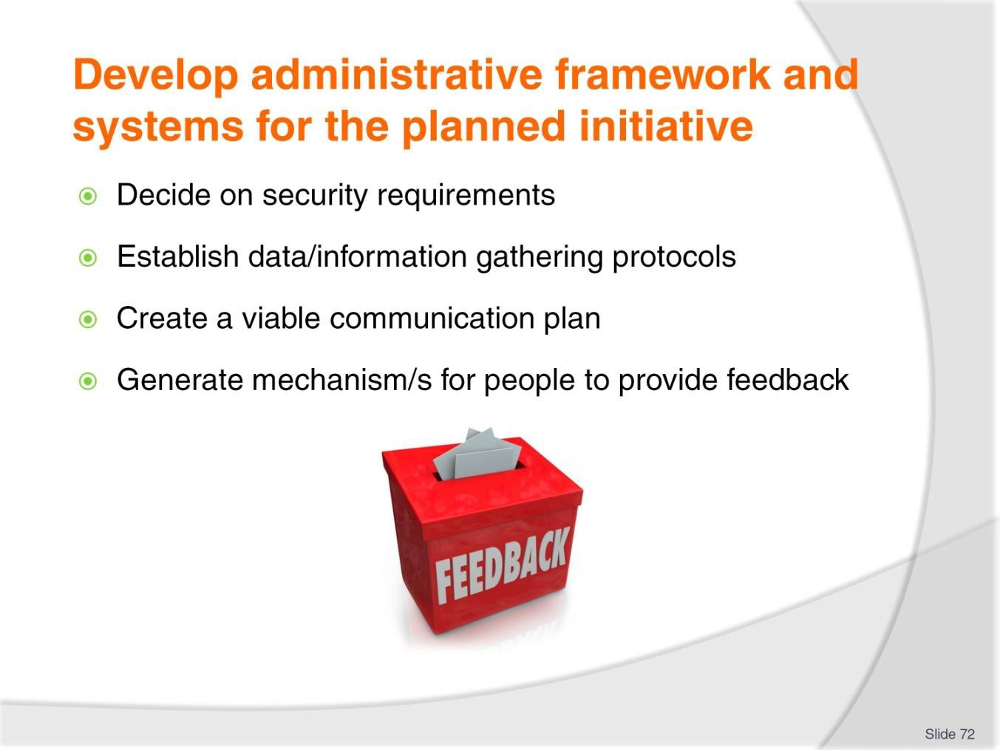 Develop administrative framework and
systems for the planned initiative
Decide on security requirements
Establish data/information gathering protocols
Create a viable communication plan
Generate mechanism/s for people to provide feedback
FEEDBACK
Slide 72